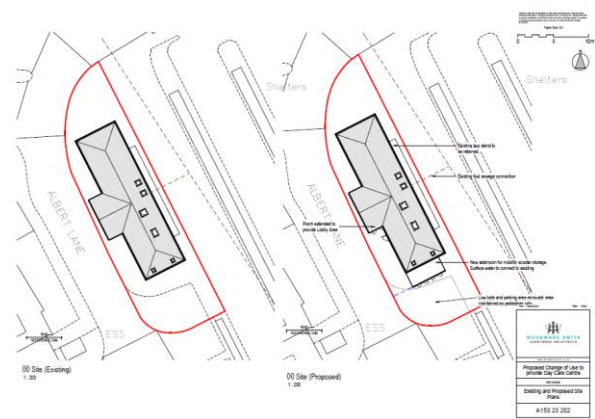 Shelters
Shelters
ALBERT LANE
ALBERT LANE
ESS
ESS
Existing bus stand to
be retained
Existing foul sewage connection
Porch extended to
provide Lobby Area
New extension for mobility scooter storage.
Surface water to connect to existing
Low kerb and parking area removed: area
maintained as pedestrian only
00 Site (Existing)
1 : 200
00 Site (Proposed)
1 : 200
0
10m
N
WOODWARD SMITH
CHARTERED ARCHITECTS
Proposed Change of Use to
provide Day Care Centre
Existing and Proposed Site
Plans
A153 23 202